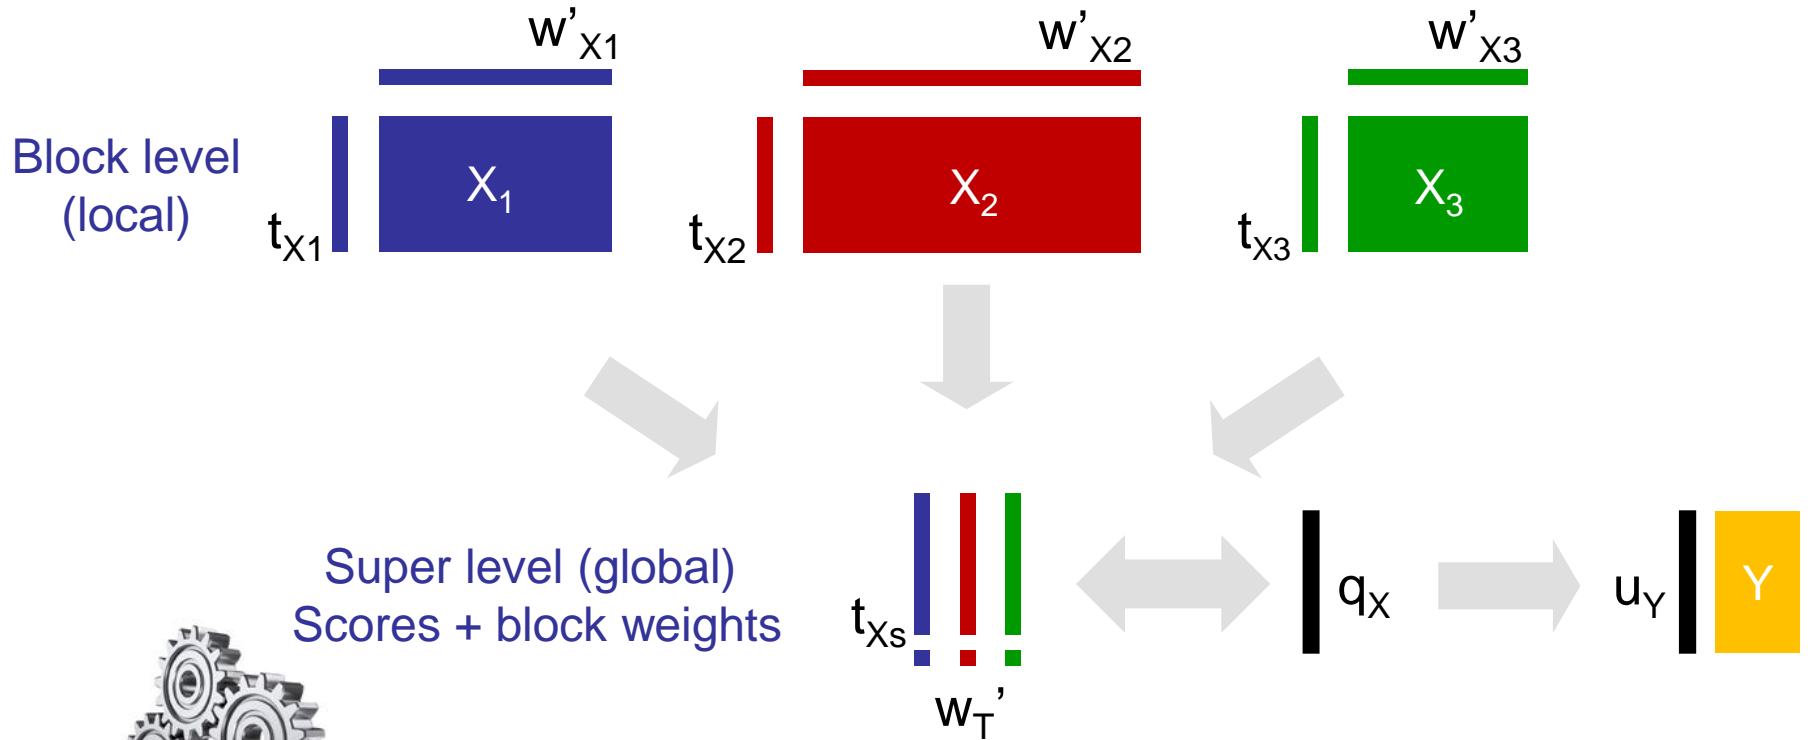 w’X1
w’X2
w’X3
Block level
(local)
X1
X2
X3
tX1
tX2
tX3
Super level (global)
Scores + block weights
tXs
wT’
qX
uY
Y